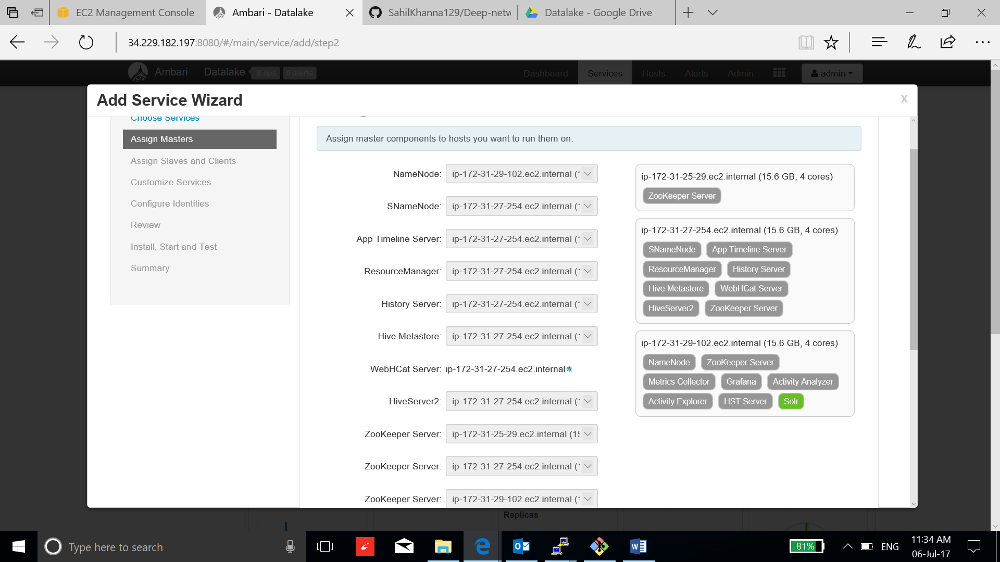 EC2 Management Console
Ambari - Datalake
SahilKhanna129/Deep-netw
Datalake - Google Drive
34.229.182.197:8080/#/main/service/add/step2
Ambari
Datalake
0 ops
0 alerts
Dashboard
Services
Hosts
Alerts
Admin
admin
Add Service Wizard
x
Choose Services
Assign Masters
Assign Slaves and Clients
Customize Services
Configure Identities
Review
Install, Start and Test
Summary
Assign master components to hosts you want to run them on.
NameNode: ip-172-31-29-102.ec2.internal (1
SNameNode: ip-172-31-27-254.ec2.internal (1
App Timeline Server: ip-172-31-27-254.ec2.internal (1
ResourceManager: ip-172-31-27-254.ec2.internal (1
History Server: ip-172-31-27-254.ec2.internal (1
Hive Metastore: ip-172-31-27-254.ec2.internal (1
WebHCat Server: ip-172-31-27-254.ec2.internal*
HiveServer2: ip-172-31-27-254.ec2.internal (1
ZooKeeper Server: ip-172-31-25-29.ec2.internal (15
ZooKeeper Server: ip-172-31-27-254.ec2.internal (1
ZooKeeper Server: ip-172-31-29-102.ec2.internal (1
ip-172-31-25-29.ec2.internal (15.6 GB, 4 cores)
ZooKeeper Server
ip-172-31-27-254.ec2.internal (15.6 GB, 4 cores)
SNameNode App Timeline Server
ResourceManager History Server
Hive Metastore WebHCat Server
HiveServer2 ZooKeeper Server
ip-172-31-29-102.ec2.internal (15.6 GB, 4 cores)
NameNode ZooKeeper Server
Metrics Collector Grafana Activity Analyzer
Activity Explorer HST Server Solr
Replicas
Type here to search
81%
ENG
11:34 AM
06-Jul-17